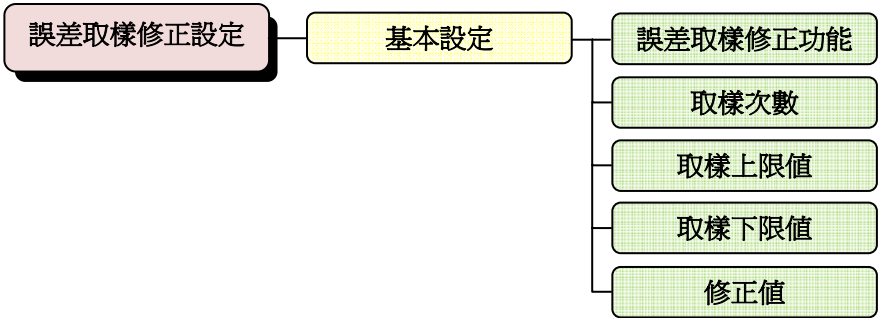 誤差取樣修正設定
基本設定
誤差取樣修正功能
取樣次數
取樣上限值
取樣下限值
修正值